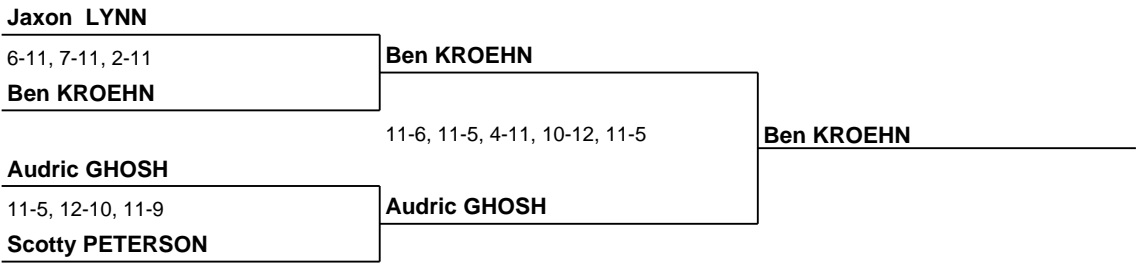 Jaxon  LYNN
6-11, 7-11, 2-11
Ben KROEHN
Ben KROEHN
11-6, 11-5, 4-11, 10-12, 11-5
Ben KROEHN
Audric GHOSH
11-5, 12-10, 11-9
Audric GHOSH
Scotty PETERSON